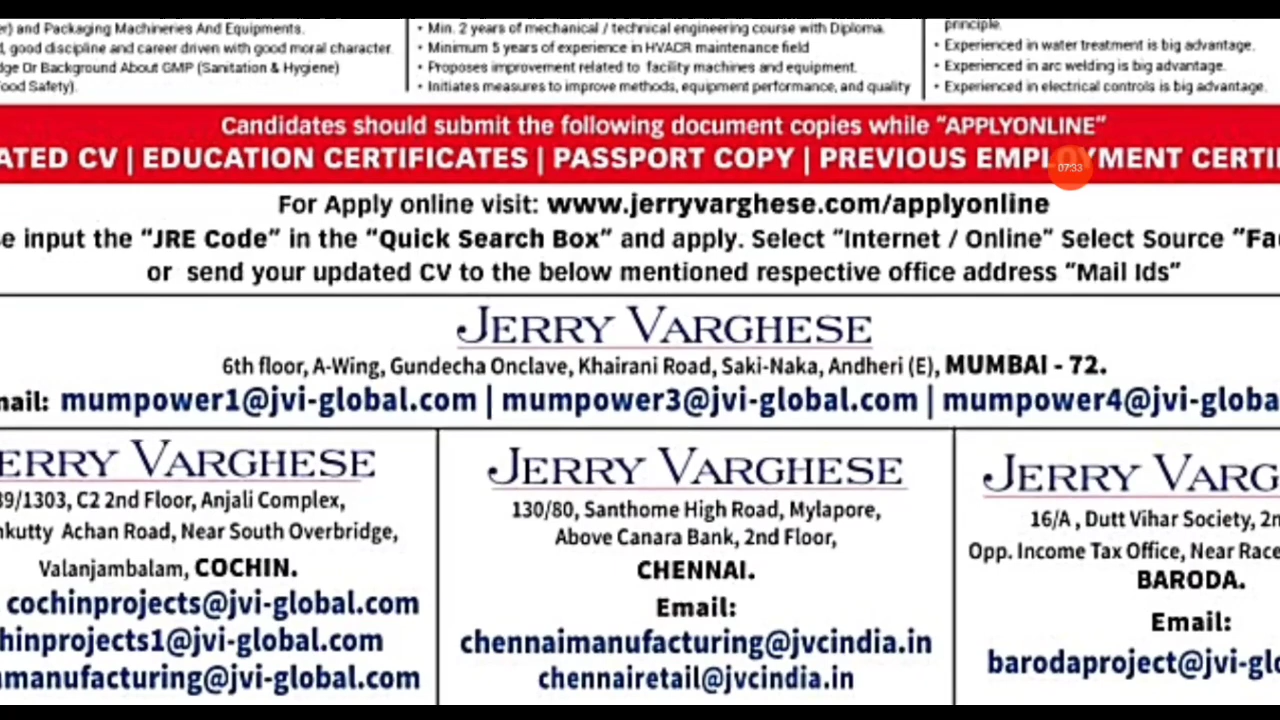 er) and Packaging Machineries And Equipments.
, good discipline and career driven with good moral character.
dge Or Background About GMP (Sanitation & Hygiene)
ood Safety).
• Min. 2 years of mechanical / technical engineering course with Diploma.
• Minimum 5 years of experience in HVACR maintenance field
• Proposes improvement related to facility machines and equipment.
• Initiates measures to improve methods, equipment performance, and quality
principle.
• Experienced in water treatment is big advantage.
• Experienced in arc welding is big advantage.
• Experienced in electrical controls is big advantage.
Candidates should submit the following document copies while "APPLYONLINE"
ATED CV | EDUCATION CERTIFICATES | PASSPORT COPY | PREVIOUS EMPL YMENT CERTI
07:33
For Apply online visit: www.jerryvarghese.com/applyonline
e input the "JRE Code" in the "Quick Search Box" and apply. Select "Internet / Online" Select Source "Fa
or send your updated CV to the below mentioned respective office address "Mail Ids"
JERRY VARGHESE
6th floor, A-Wing, Gundecha Onclave, Khairani Road, Saki-Naka, Andheri (E), MUMBAI - 72.
mail: mumpower1@jvi-global.com | mumpower3@jvi-global.com | mumpower4@jvi-globa
ERRY VARGHESE
39/1303, C2 2nd Floor, Anjali Complex,
nkutty Achan Road, Near South Overbridge,
Valanjambalam, COCHIN.
cochinprojects@jvi-global.com
hinprojects1@jvi-global.com
manufacturing@jvi-global.com
JERRY VARGHESE
130/80, Santhome High Road, Mylapore,
Above Canara Bank, 2nd Floor,
CHENNAI.
Email:
chennaimanufacturing@jvcindia.in
chennairetail@jvcindia.in
JERRY VARG
16/A , Dutt Vihar Society, 2n
Opp. Income Tax Office, Near Race
BARODA.
Email:
barodaproject@jvi-glo